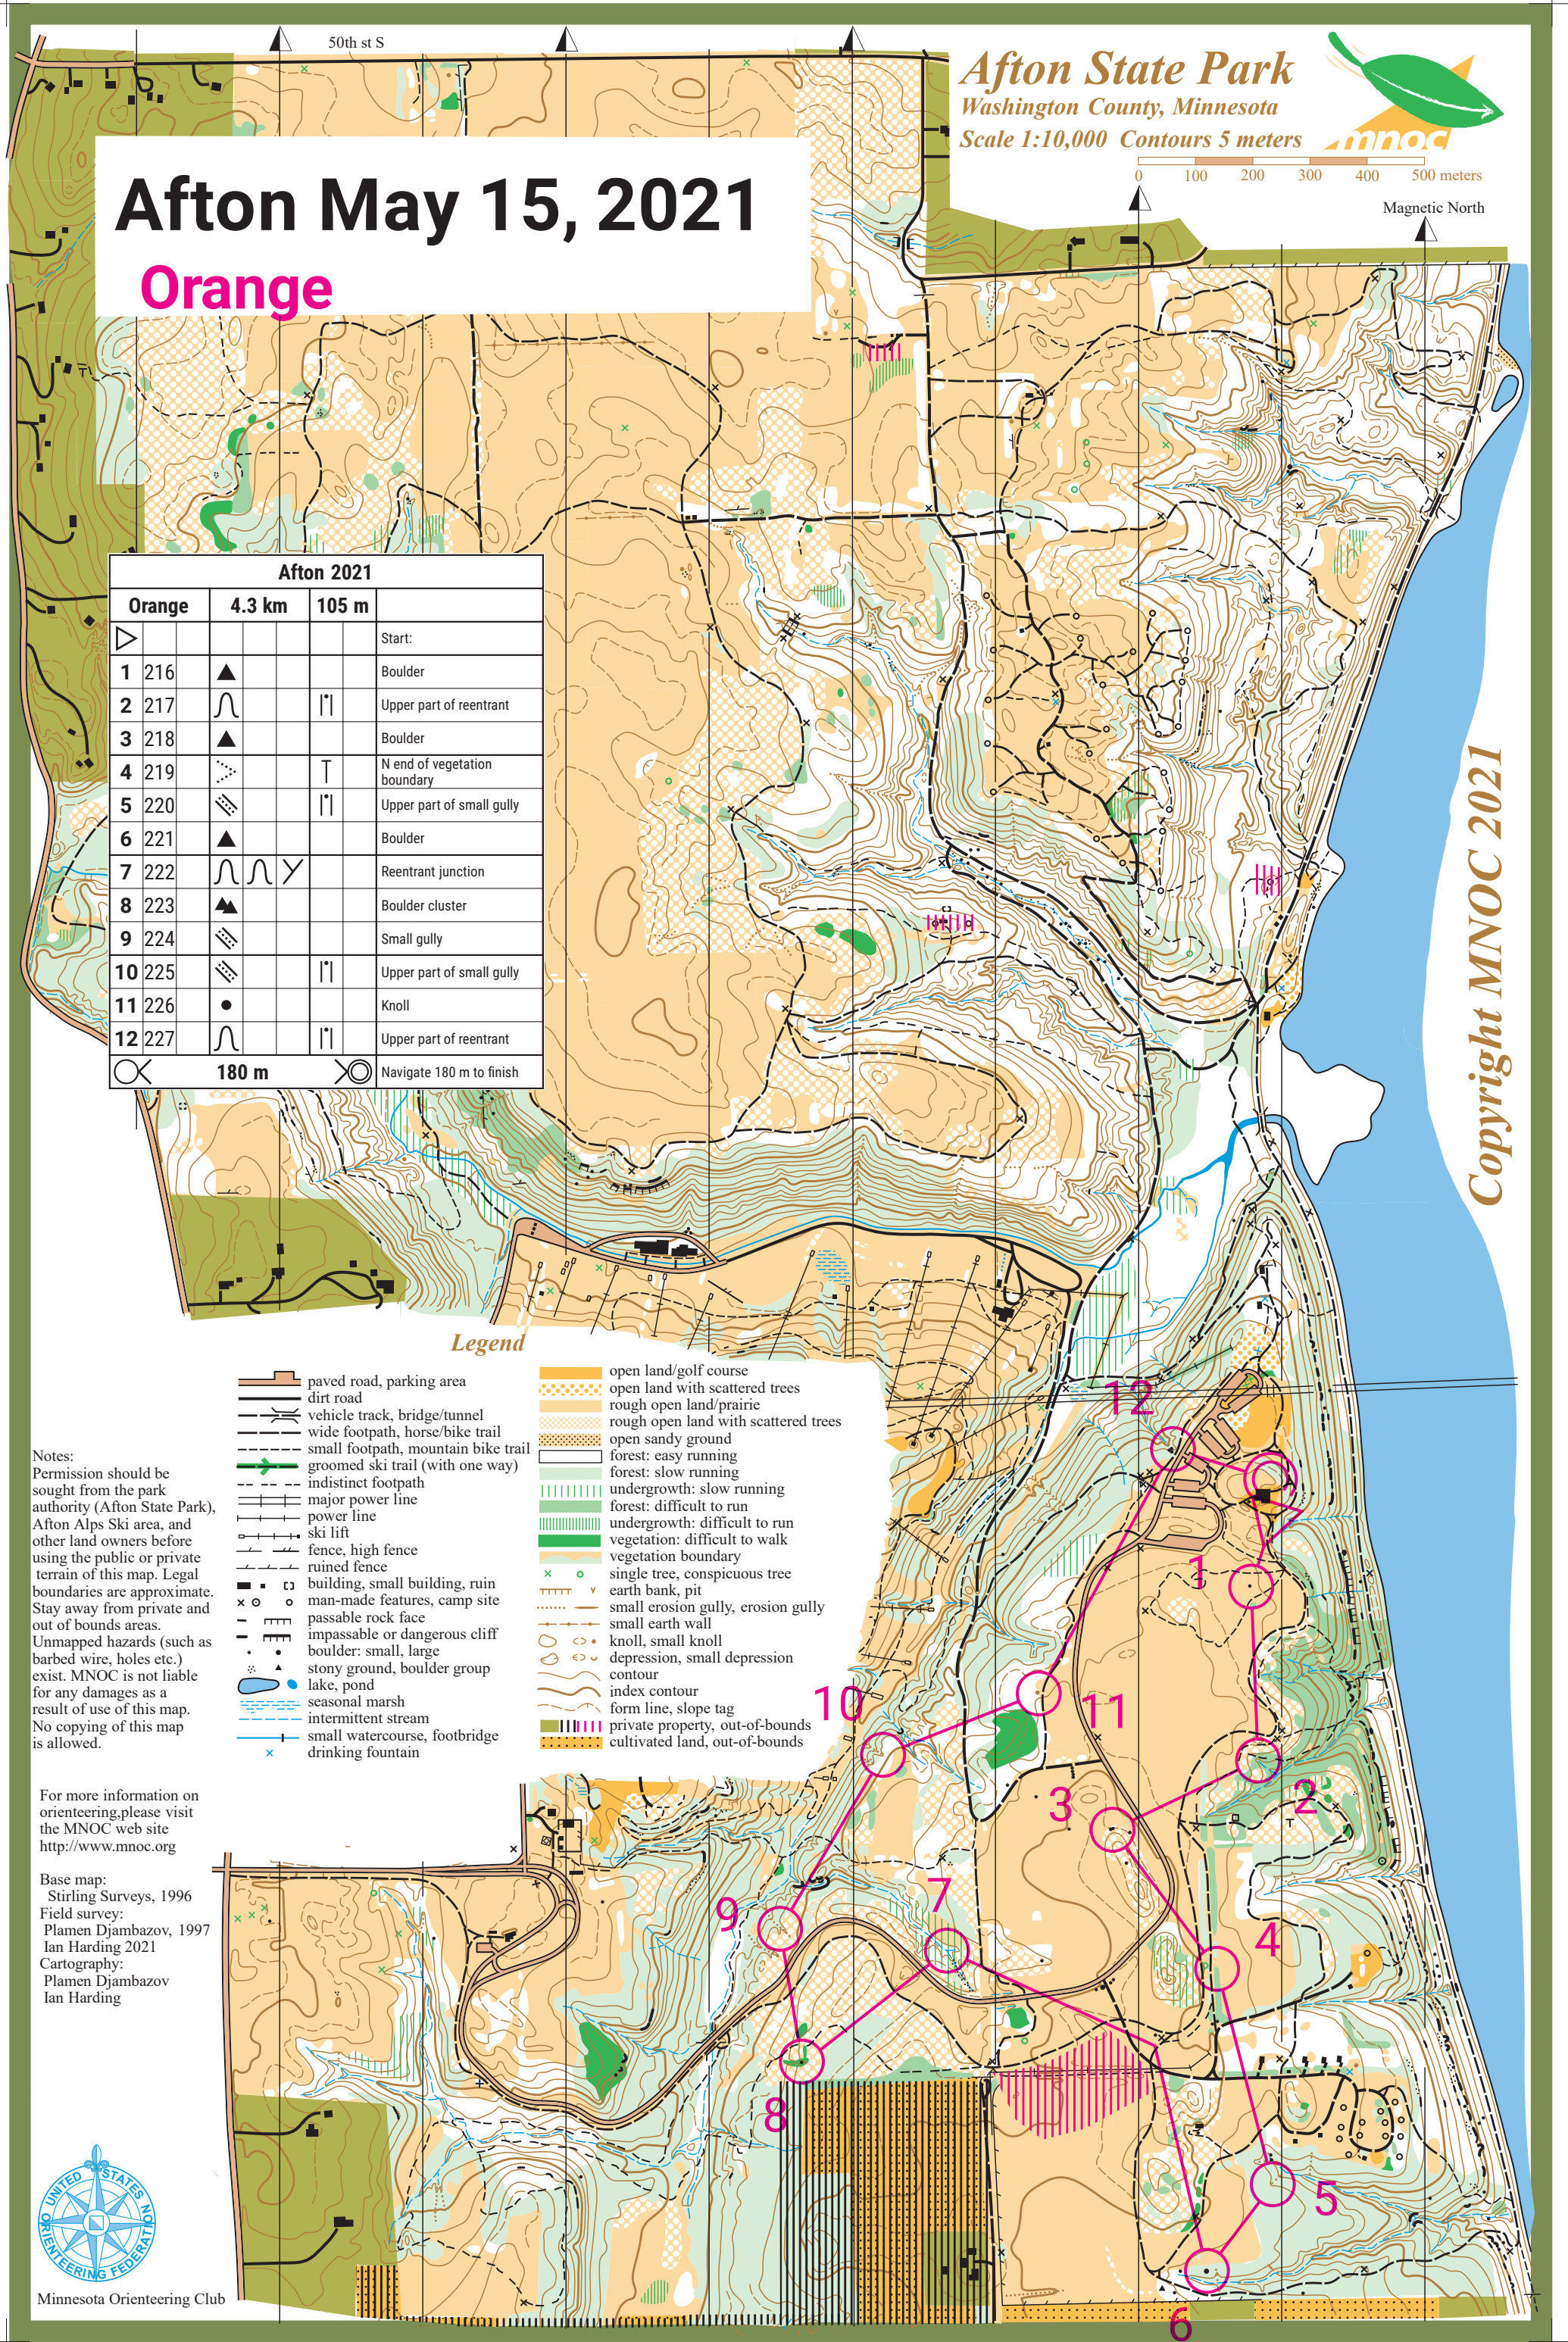 50th st S
Afton State Park
Washington County, Minnesota
Scale 1:10,000 Contours 5 meters
mnoc
0 100 200 300 400 500 meters
Magnetic North
Afton May 15, 2021
Orange
Afton 2021
Orange 4.3 km 105 m
Start:
1 216 Boulder
2 217 Upper part of reentrant
3 218 Boulder
4 219 N end of vegetation
boundary
5 220 Upper part of small gully
6 221 Boulder
7 222 Reentrant junction
8 223 Boulder cluster
9 224 Small gully
10 225 Upper part of small gully
11 226 Knoll
12 227 Upper part of reentrant
180 m Navigate 180 m to finish
Copyright MNOC 2021
Legend
paved road, parking area
dirt road
vehicle track, bridge/tunnel
wide footpath, horse/bike trail
small footpath, mountain bike trail
groomed ski trail (with one way)
indistinct footpath
major power line
power line
ski lift
fence, high fence
ruined fence
building, small building, ruin
man-made features, camp site
passable rock face
impassable or dangerous cliff
boulder: small, large
stony ground, boulder group
lake, pond
seasonal marsh
intermittent stream
small watercourse, footbridge
drinking fountain
open land/golf course
open land with scattered trees
rough open land/prairie
rough open land with scattered trees
open sandy ground
forest: easy running
forest: slow running
undergrowth: slow running
forest: difficult to run
undergrowth: difficult to run
vegetation: difficult to walk
vegetation boundary
single tree, conspicuous tree
earth bank, pit
small erosion gully, erosion gully
small earth wall
knoll, small knoll
depression, small depression
contour
index contour
form line, slope tag
private property, out-of-bounds
cultivated land, out-of-bounds
Notes:
Permission should be
sought from the park
authority (Afton State Park),
Afton Alps Ski area, and
other land owners before
using the public or private
terrain of this map. Legal
boundaries are approximate.
Stay away from private and
out of bounds areas.
Unmapped hazards (such as
barbed wire, holes etc.)
exist. MNOC is not liable
for any damages as a
result of use of this map.
No copying of this map
is allowed.
For more information on
orienteering,please visit
the MNOC web site
http://www.mnoc.org
Base map:
Stirling Surveys, 1996
Field survey:
Plamen Djambazov, 1997
Ian Harding 2021
Cartography:
Plamen Djambazov
Ian Harding
12
1
10
11
3
2
7
9
4
8
5
6
UNITED STATES ORIENTEERING FEDERATION
Minnesota Orienteering Club